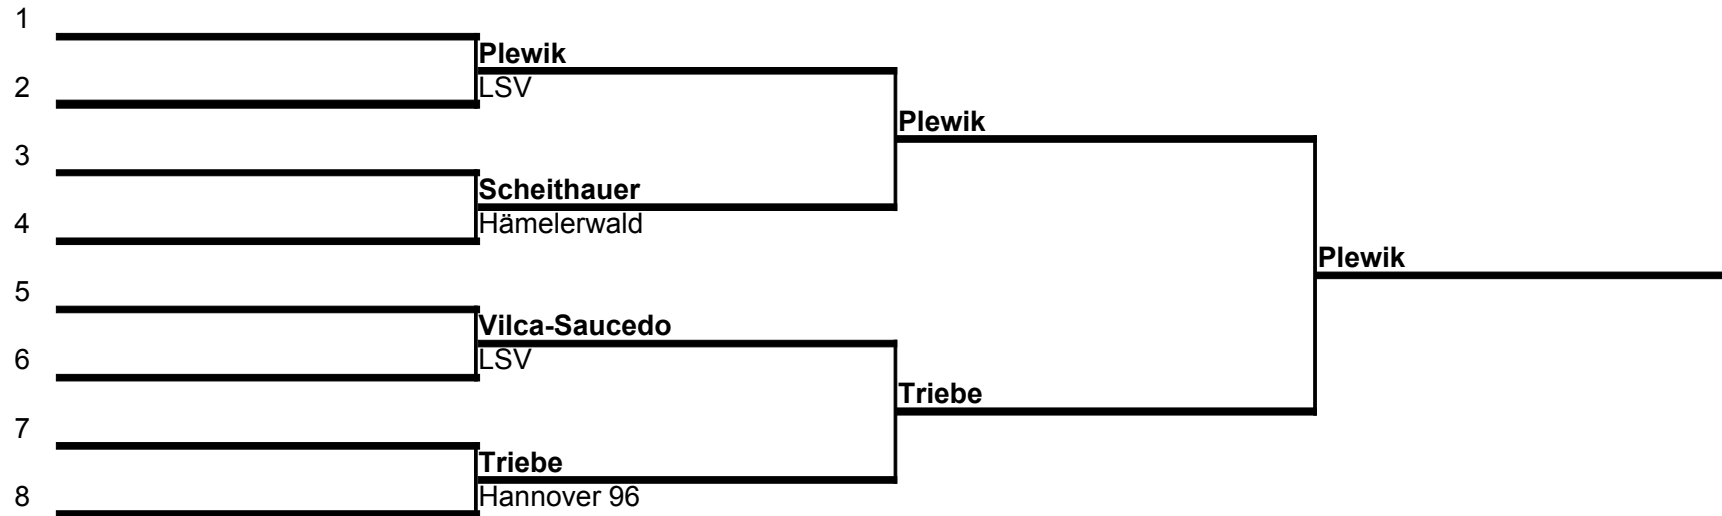 1
Plewik
2
LSV
Plewik
3
Scheithauer
4
Hämelerwald
Plewik
5
Vilca-Saucedo
6
LSV
Triebe
7
Triebe
8
Hannover 96